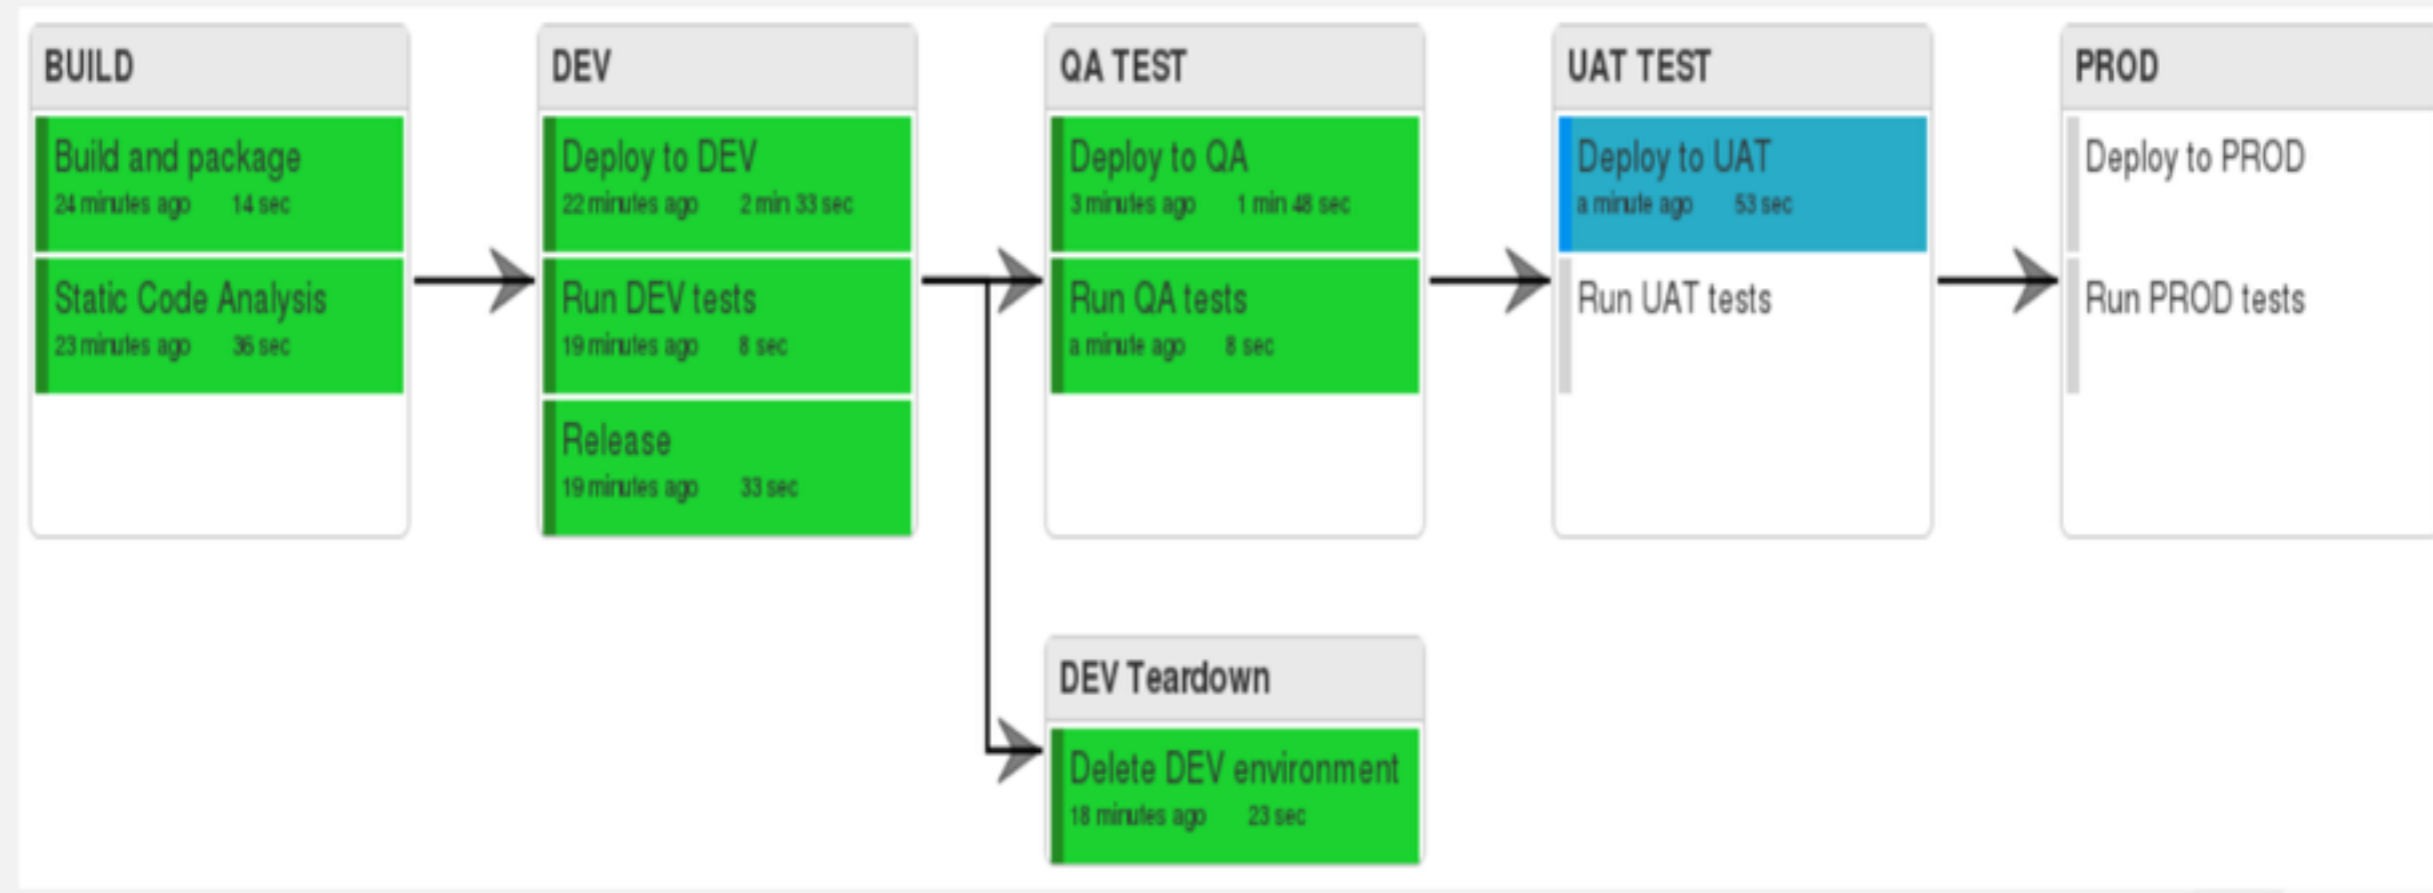 BUILD
Build and package
24 minutes ago 14 sec
Static Code Analysis
23 minutes ago 36 sec
DEV
Deploy to DEV
22 minutes ago 2 min 33 sec
Run DEV tests
19 minutes ago 8 sec
Release
19 minutes ago 33 sec
QA TEST
Deploy to QA
3 minutes ago 1 min 48 sec
Run QA tests
a minute ago 8 sec
UAT TEST
Deploy to UAT
a minute ago 53 sec
Run UAT tests
PROD
Deploy to PROD
Run PROD tests
DEV Teardown
Delete DEV environment
18 minutes ago 23 sec